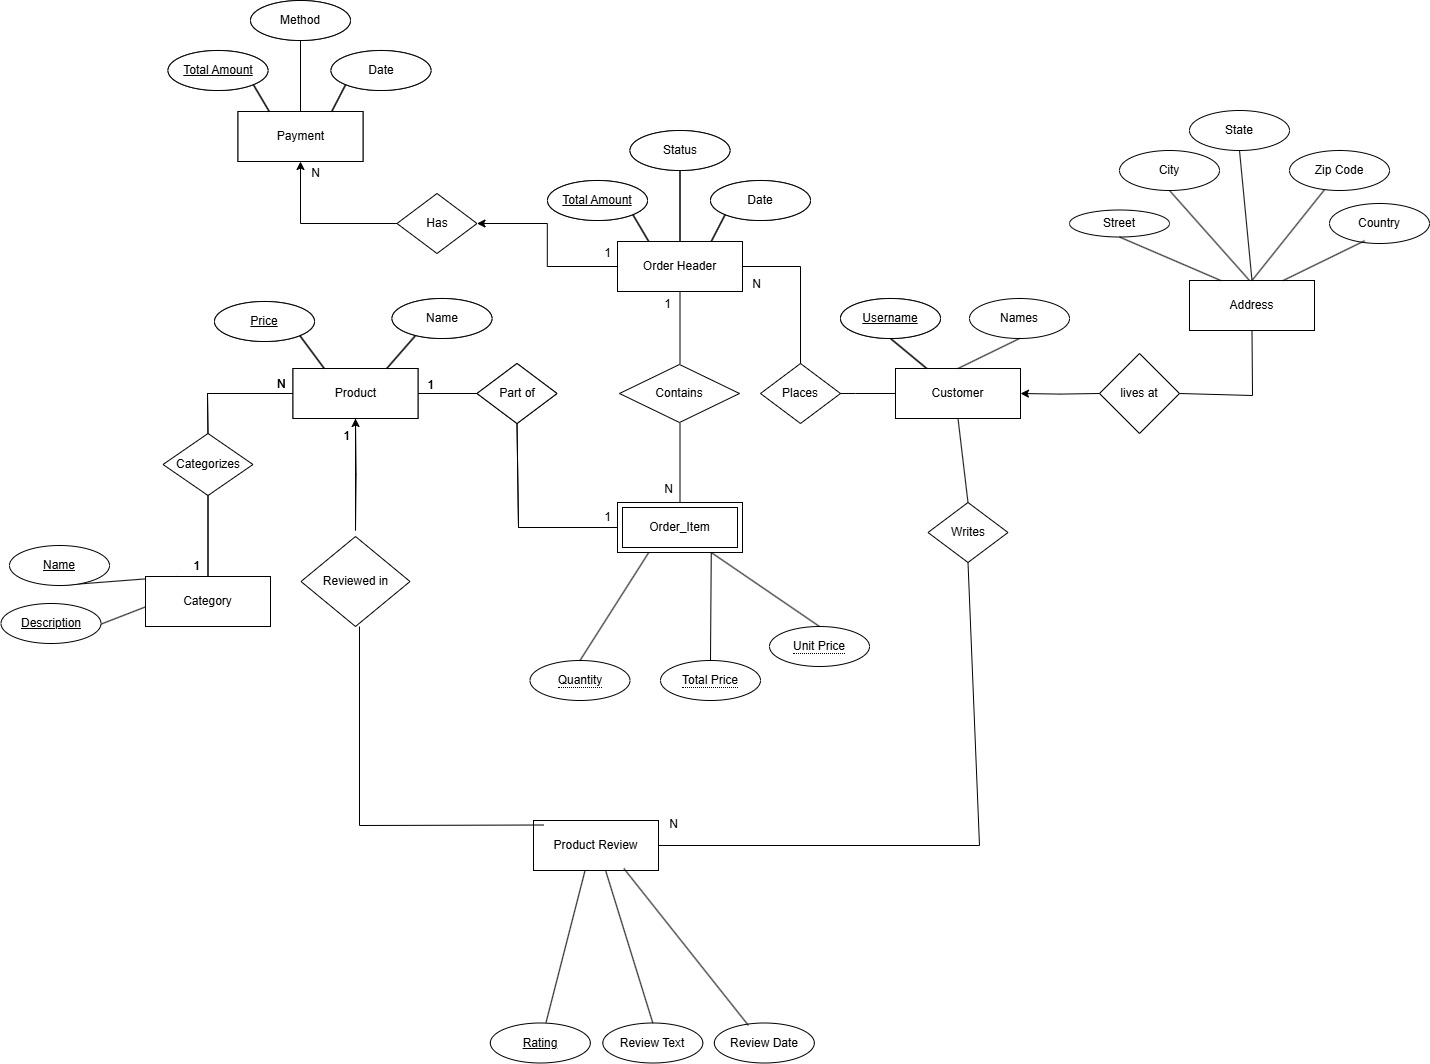 Method
Total Amount
Date
Payment
N
Has
Status
Total Amount
Date
1
Order Header
N
1
State
City
Zip Code
Street
Country
Address
Price
Name
Username
Names
N
Product
1
1
Part of
Contains
Places
Customer
lives at
Categorizes
N
1
Order_Item
Writes
Name
1
Category
Description
Reviewed in
Quantity
Total Price
Unit Price
N
Product Review
Rating
Review Text
Review Date